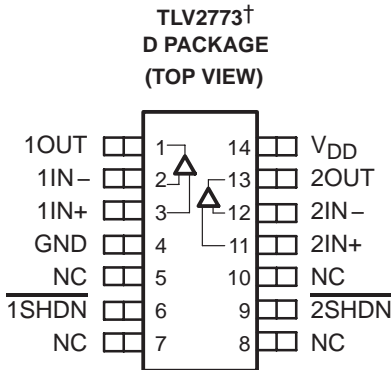 TLV2773†
D PACKAGE
(TOP VIEW)
1OUT 1 14 VDD
1IN− 2 13 2OUT
1IN+ 3 12 2IN−
GND 4 11 2IN+
NC 5 10 NC
1SHDN 6 9 2SHDN
NC 7 8 NC